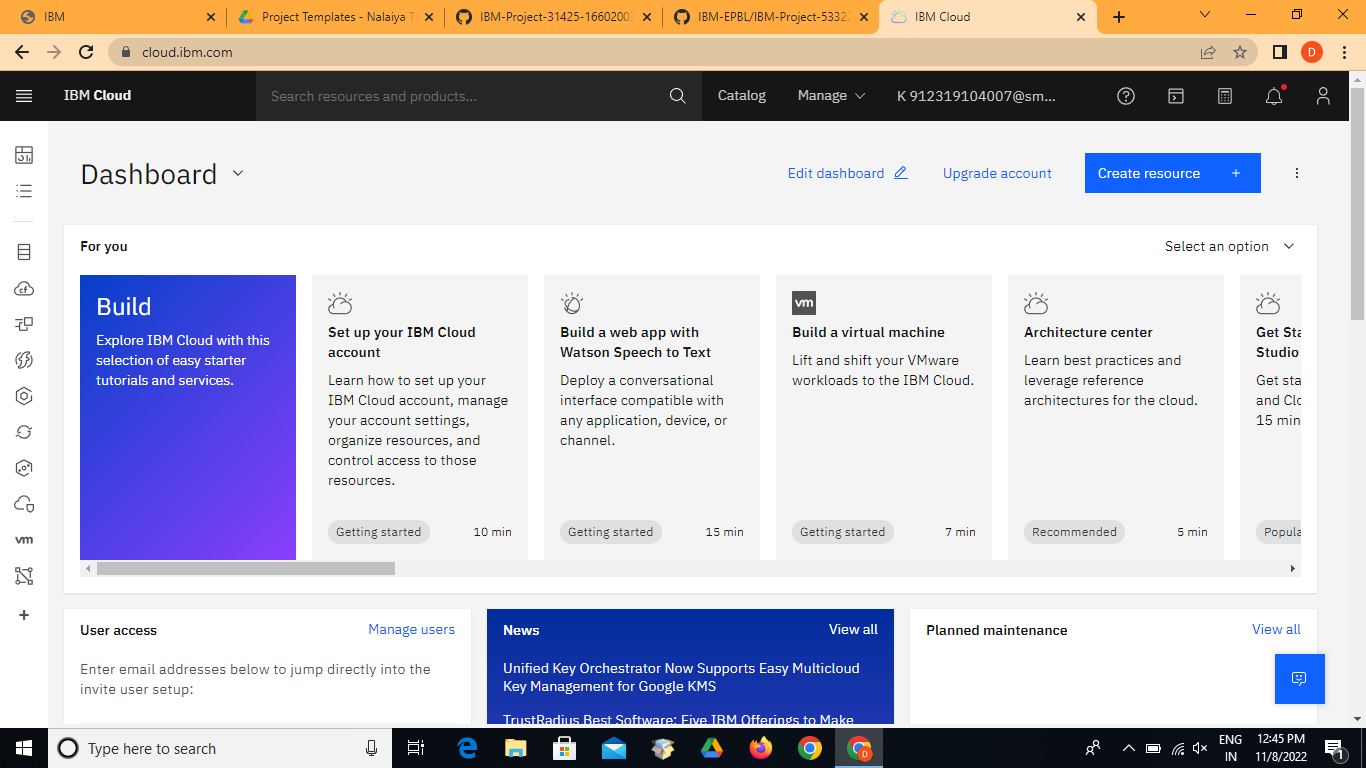 IBM
Project Templates - Nalaiya T
IBM-Project-31425-1660200
IBM-EPBL/IBM-Project-5332
IBM Cloud
cloud.ibm.com
D
IBM Cloud
Search resources and products...
Catalog
Manage
K 912319104007@sm...
Dashboard
Edit dashboard
Upgrade account
Create resource +
For you
Select an option
Build
Explore IBM Cloud with this
selection of easy starter
tutorials and services.
Set up your IBM Cloud
account
Learn how to set up your
IBM Cloud account, manage
your account settings,
organize resources, and
control access to those
resources.
Getting started
10 min
Build a web app with
Watson Speech to Text
Deploy a conversational
interface compatible with
any application, device, or
channel.
Getting started
15 min
vm
Build a virtual machine
Lift and shift your VMware
workloads to the IBM Cloud.
Getting started
7 min
Architecture center
Learn best practices and
leverage reference
architectures for the cloud.
Recommended
5 min
Get Sta
Studio
Get sta
and Clo
15 min
Popula
cf
vm
User access
Manage users
Enter email addresses below to jump directly into the
invite user setup:
News
View all
Unified Key Orchestrator Now Supports Easy Multicloud
Key Management for Google KMS
TrustRadius Best Software: Five IBM Offerings to Make
Planned maintenance
View all
Type here to search
D
ENG
IN
12:45 PM
11/8/2022
1